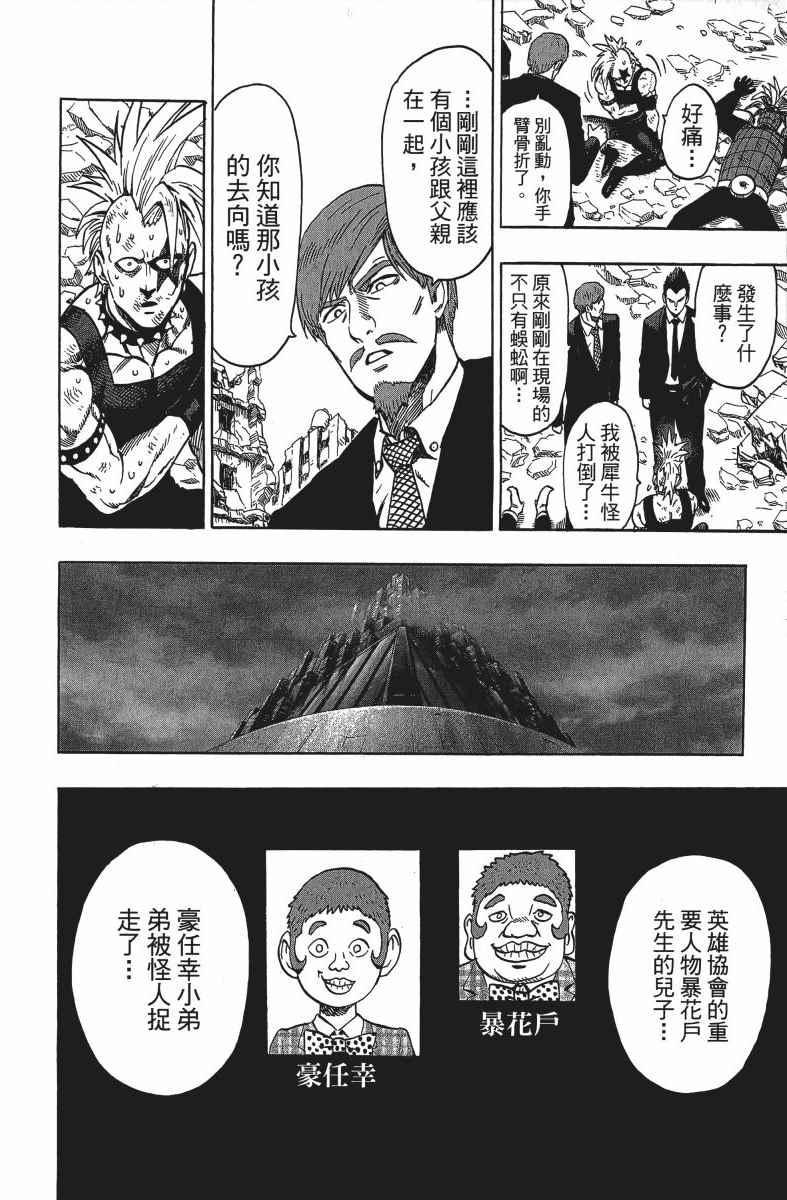 好痛…
別亂動，你手
臂骨折了。
發生了什
麼事？
原來剛剛在現場的
不只有蜈蚣啊…
我被犀牛怪
人打倒了…
…剛剛這裡應該
有個小孩跟父親
在一起，
你知道那小孩
的去向嗎？
英雄協會的重
要人物暴花戶
先生的兒子…
暴花戶
豪任幸
豪任幸小弟
弟被怪人捉
走了…